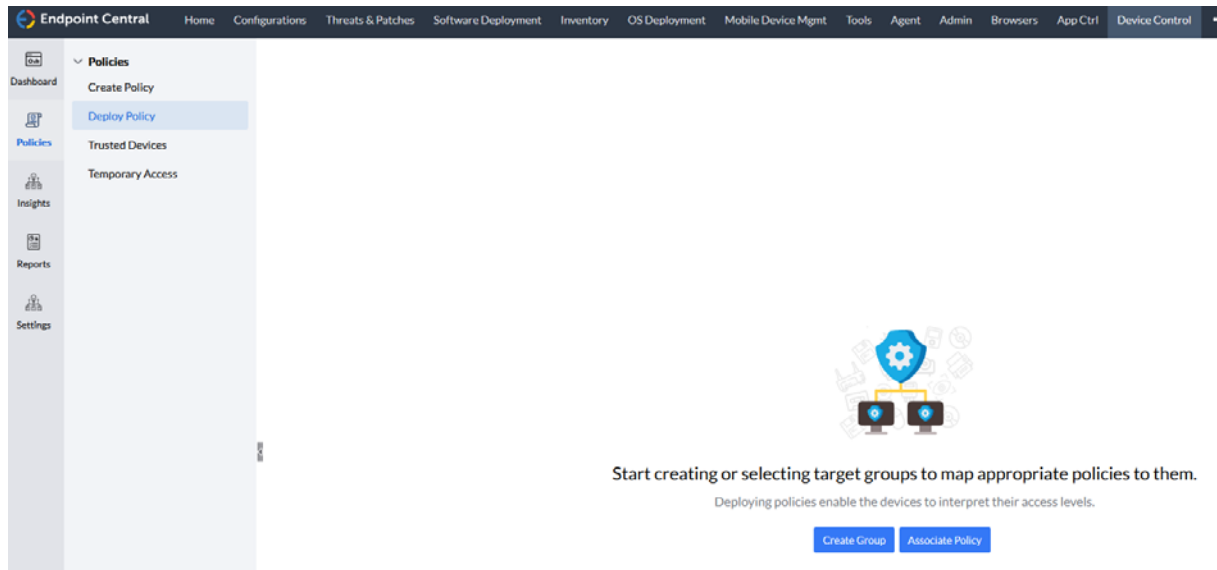 Endpoint Central Home Configurations Threats & Patches Software Deployment Inventory OS Deployment Mobile Device Mgmt Tools Agent Admin Browsers App Ctrl Device Control
Dashboard
Policies
Insights
Reports
Settings
Policies
Create Policy
Deploy Policy
Trusted Devices
Temporary Access
Start creating or selecting target groups to map appropriate policies to them.
Deploying policies enable the devices to interpret their access levels.
Create Group Associate Policy